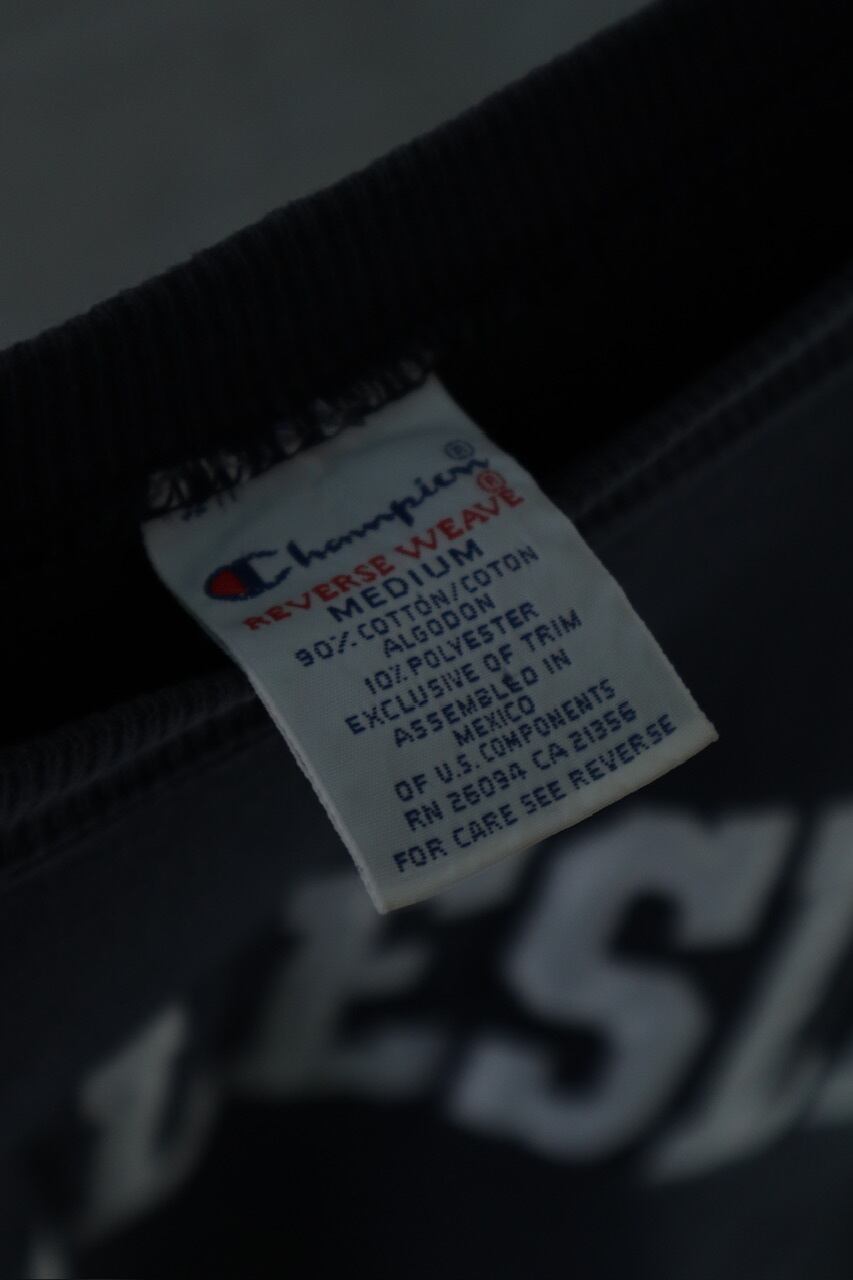 Champion®
REVERSE WEAVE®
MEDIUM
90% COTTON/COTON
ALGODON
10% POLYESTER
EXCLUSIVE OF TRIM
ASSEMBLED IN
MEXICO
OF U.S. COMPONENTS
RN 26094 CA 21356
FOR CARE SEE REVERSE
ESL